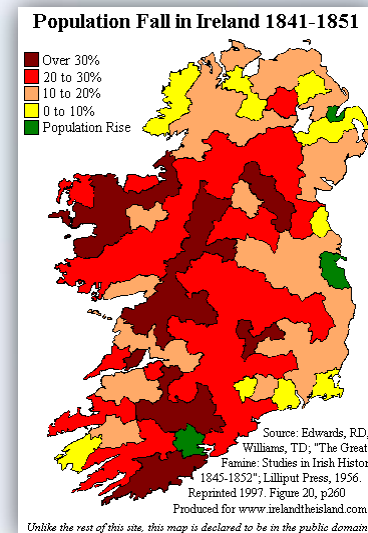 Population Fall in Ireland 1841-1851
Over 30%
20 to 30%
10 to 20%
0 to 10%
Population Rise
Source: Edwards, RD,
Williams, TD; "The Great
Famine: Studies in Irish Histor
1845-1852"; Lilliput Press, 1956.
Reprinted 1997. Figure 20, p260
Produced for www.irelandtheisland.com
Unlike the rest of this site, this map is declared to be in the public domain